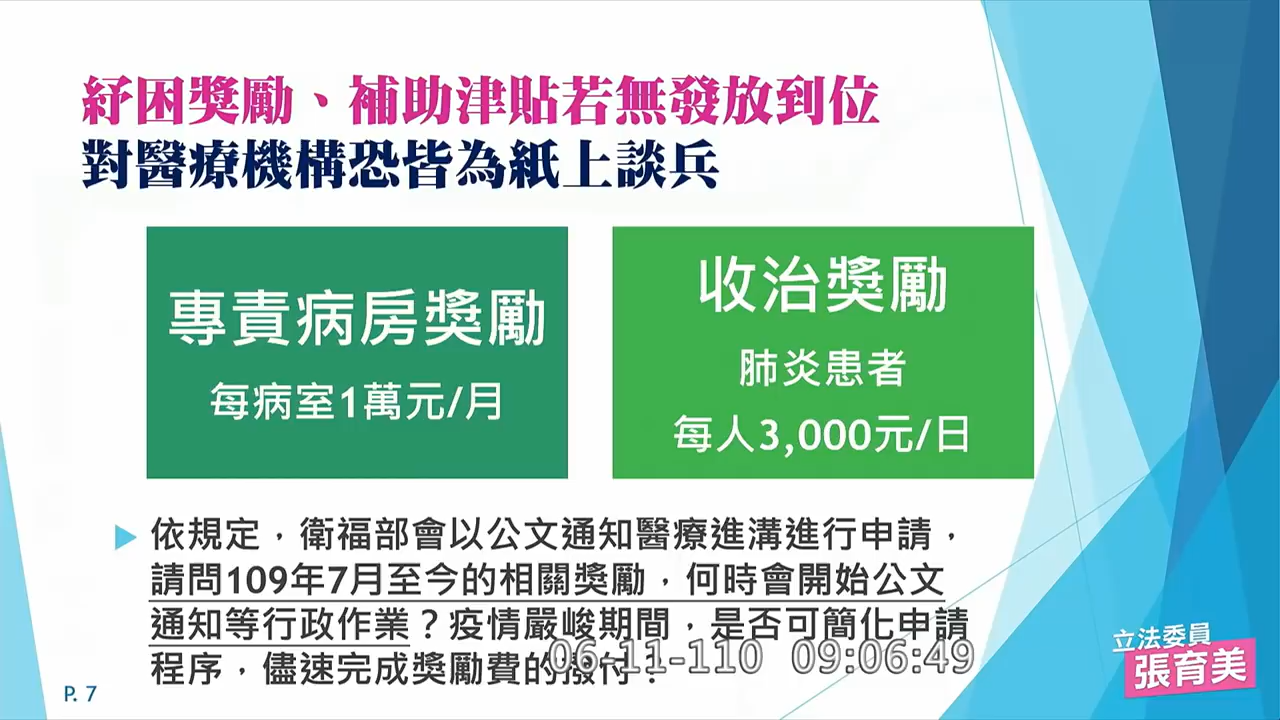 紓困獎勵、補助津貼若無發放到位
對醫療機構恐皆為紙上談兵
專責病房獎勵
每病室1萬元/月
收治獎勵
肺炎患者
每人3,000元/日
依規定，衛福部會以公文通知醫療進溝進行申請，
請問109年7月至今的相關獎勵，何時會開始公文
通知等行政作業？疫情嚴峻期間，是否可簡化申請
程序，儘速完成獎勵費的撥付？
06-11-110 09:06:49
立法委員
張育美
P. 7